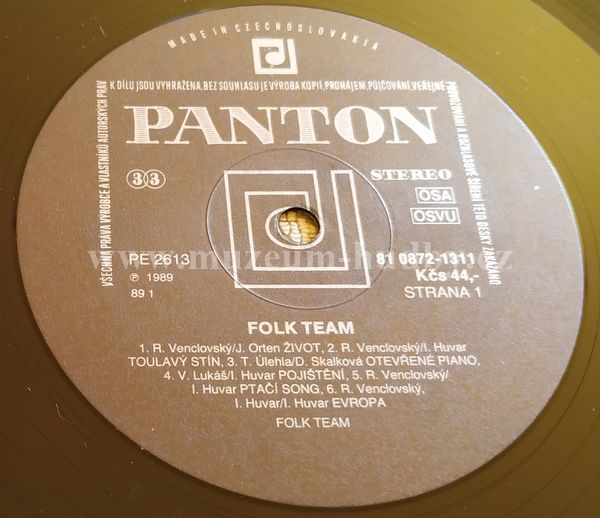 MADE IN CZECHOSLOVAKIA
VŠECHNA PRÁVA VÝROBCE A VLASTNÍKŮ AUTORSKÝCH PRÁV
K DÍLU JSOU VYHRAŽENA, BEZ SOUHLASU JE VÝROBA KOPIÍ, PRONÁJEM, PŮJČOVÁNÍ, VEŘEJNÉ
A ROZHLASOVÉ ŠÍŘENÍ TÉTO DESKY ZAKÁZÁNO
PANTON
33
STEREO
OSA
OSVU
www.muzeum-hudby.cz
PE 2613
81 0872-1311
℗ 1989
Kčs 44,-
89 1
STRANA 1
FOLK TEAM
1. R. Venclovský/J. Orten ŽIVOT, 2. R. Venclovský/I. Huvar
TOULAVÝ STÍN, 3. T. Úlehla/D. Skalková OTEVŘENÉ PIANO,
4. V. Lukáš/I. Huvar POJIŠTĚNÍ, 5. R. Venclovský/
I. Huvar PTAČÍ SONG, 6. R. Venclovský,
I. Huvar/I. Huvar EVROPA
FOLK TEAM